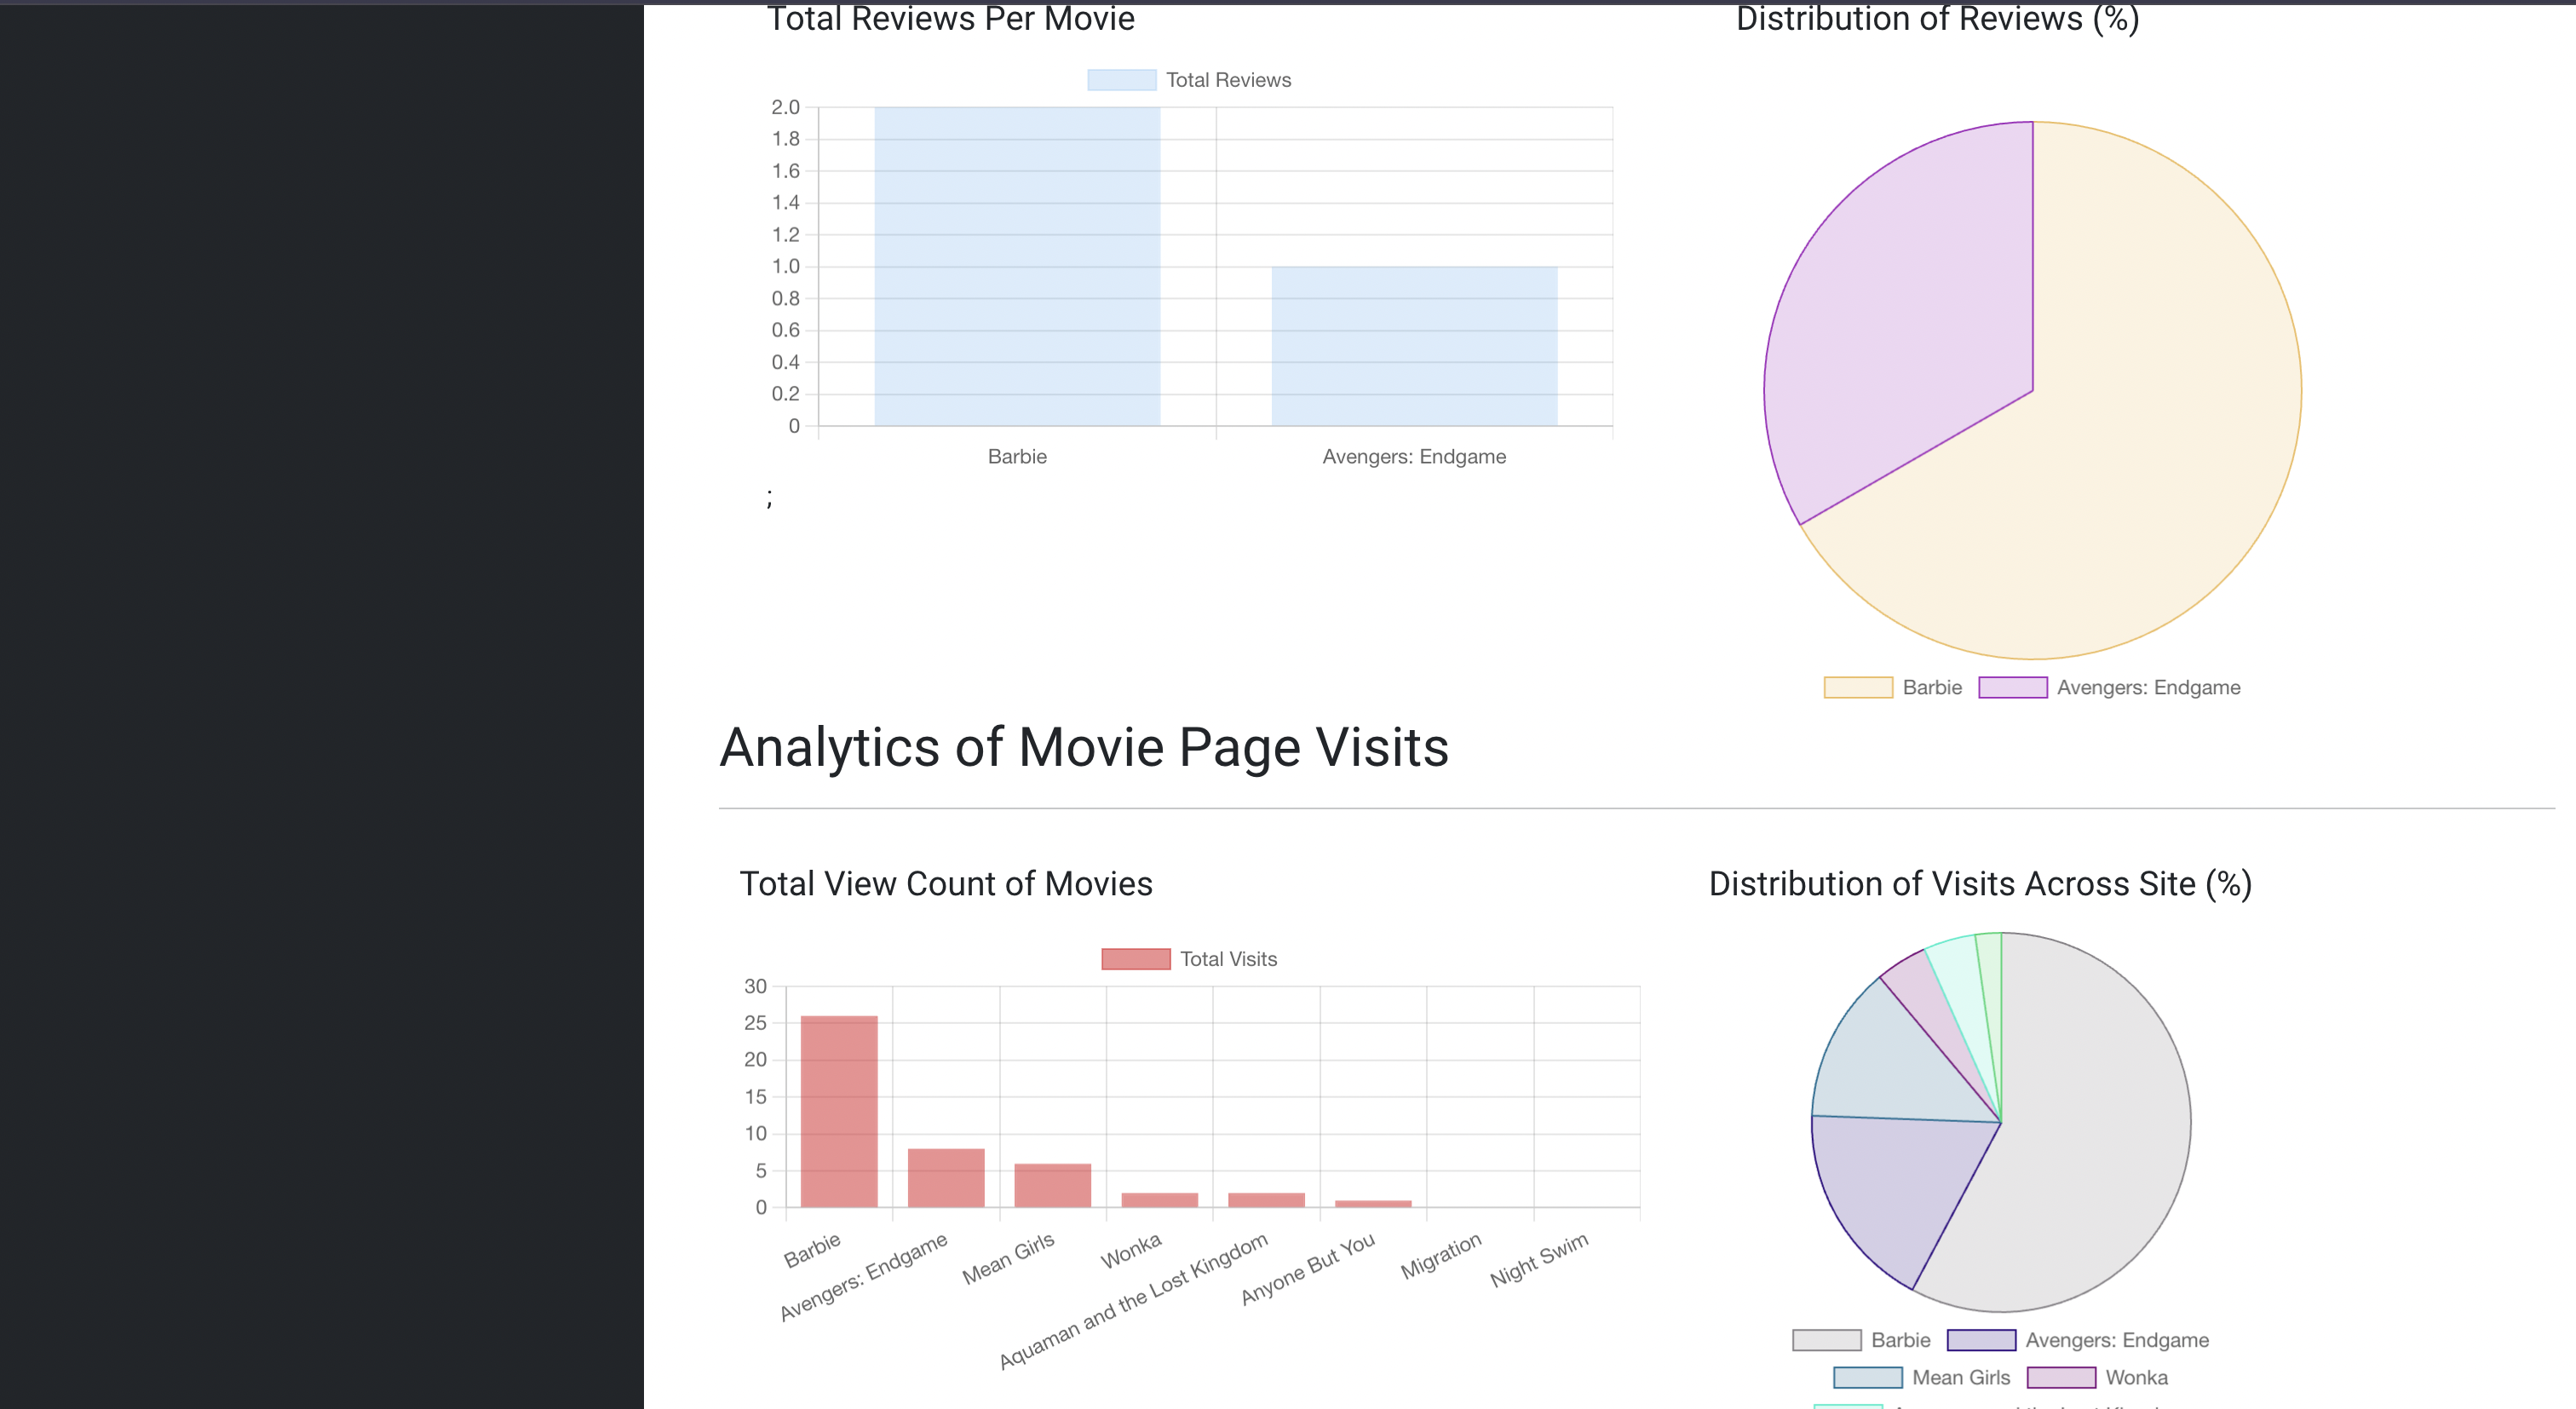 Total Reviews Per Movie
Total Reviews
2.0
1.8
1.6
1.4
1.2
1.0
0.8
0.6
0.4
0.2
0
Barbie Avengers: Endgame
;
Distribution of Reviews (%)
Barbie Avengers: Endgame
Analytics of Movie Page Visits
Total View Count of Movies
Total Visits
30
25
20
15
10
5
0
Barbie
Avengers: Endgame
Mean Girls
Wonka
Aquaman and the Lost Kingdom
Anyone But You
Migration
Night Swim
Distribution of Visits Across Site (%)
Barbie Avengers: Endgame
Mean Girls Wonka